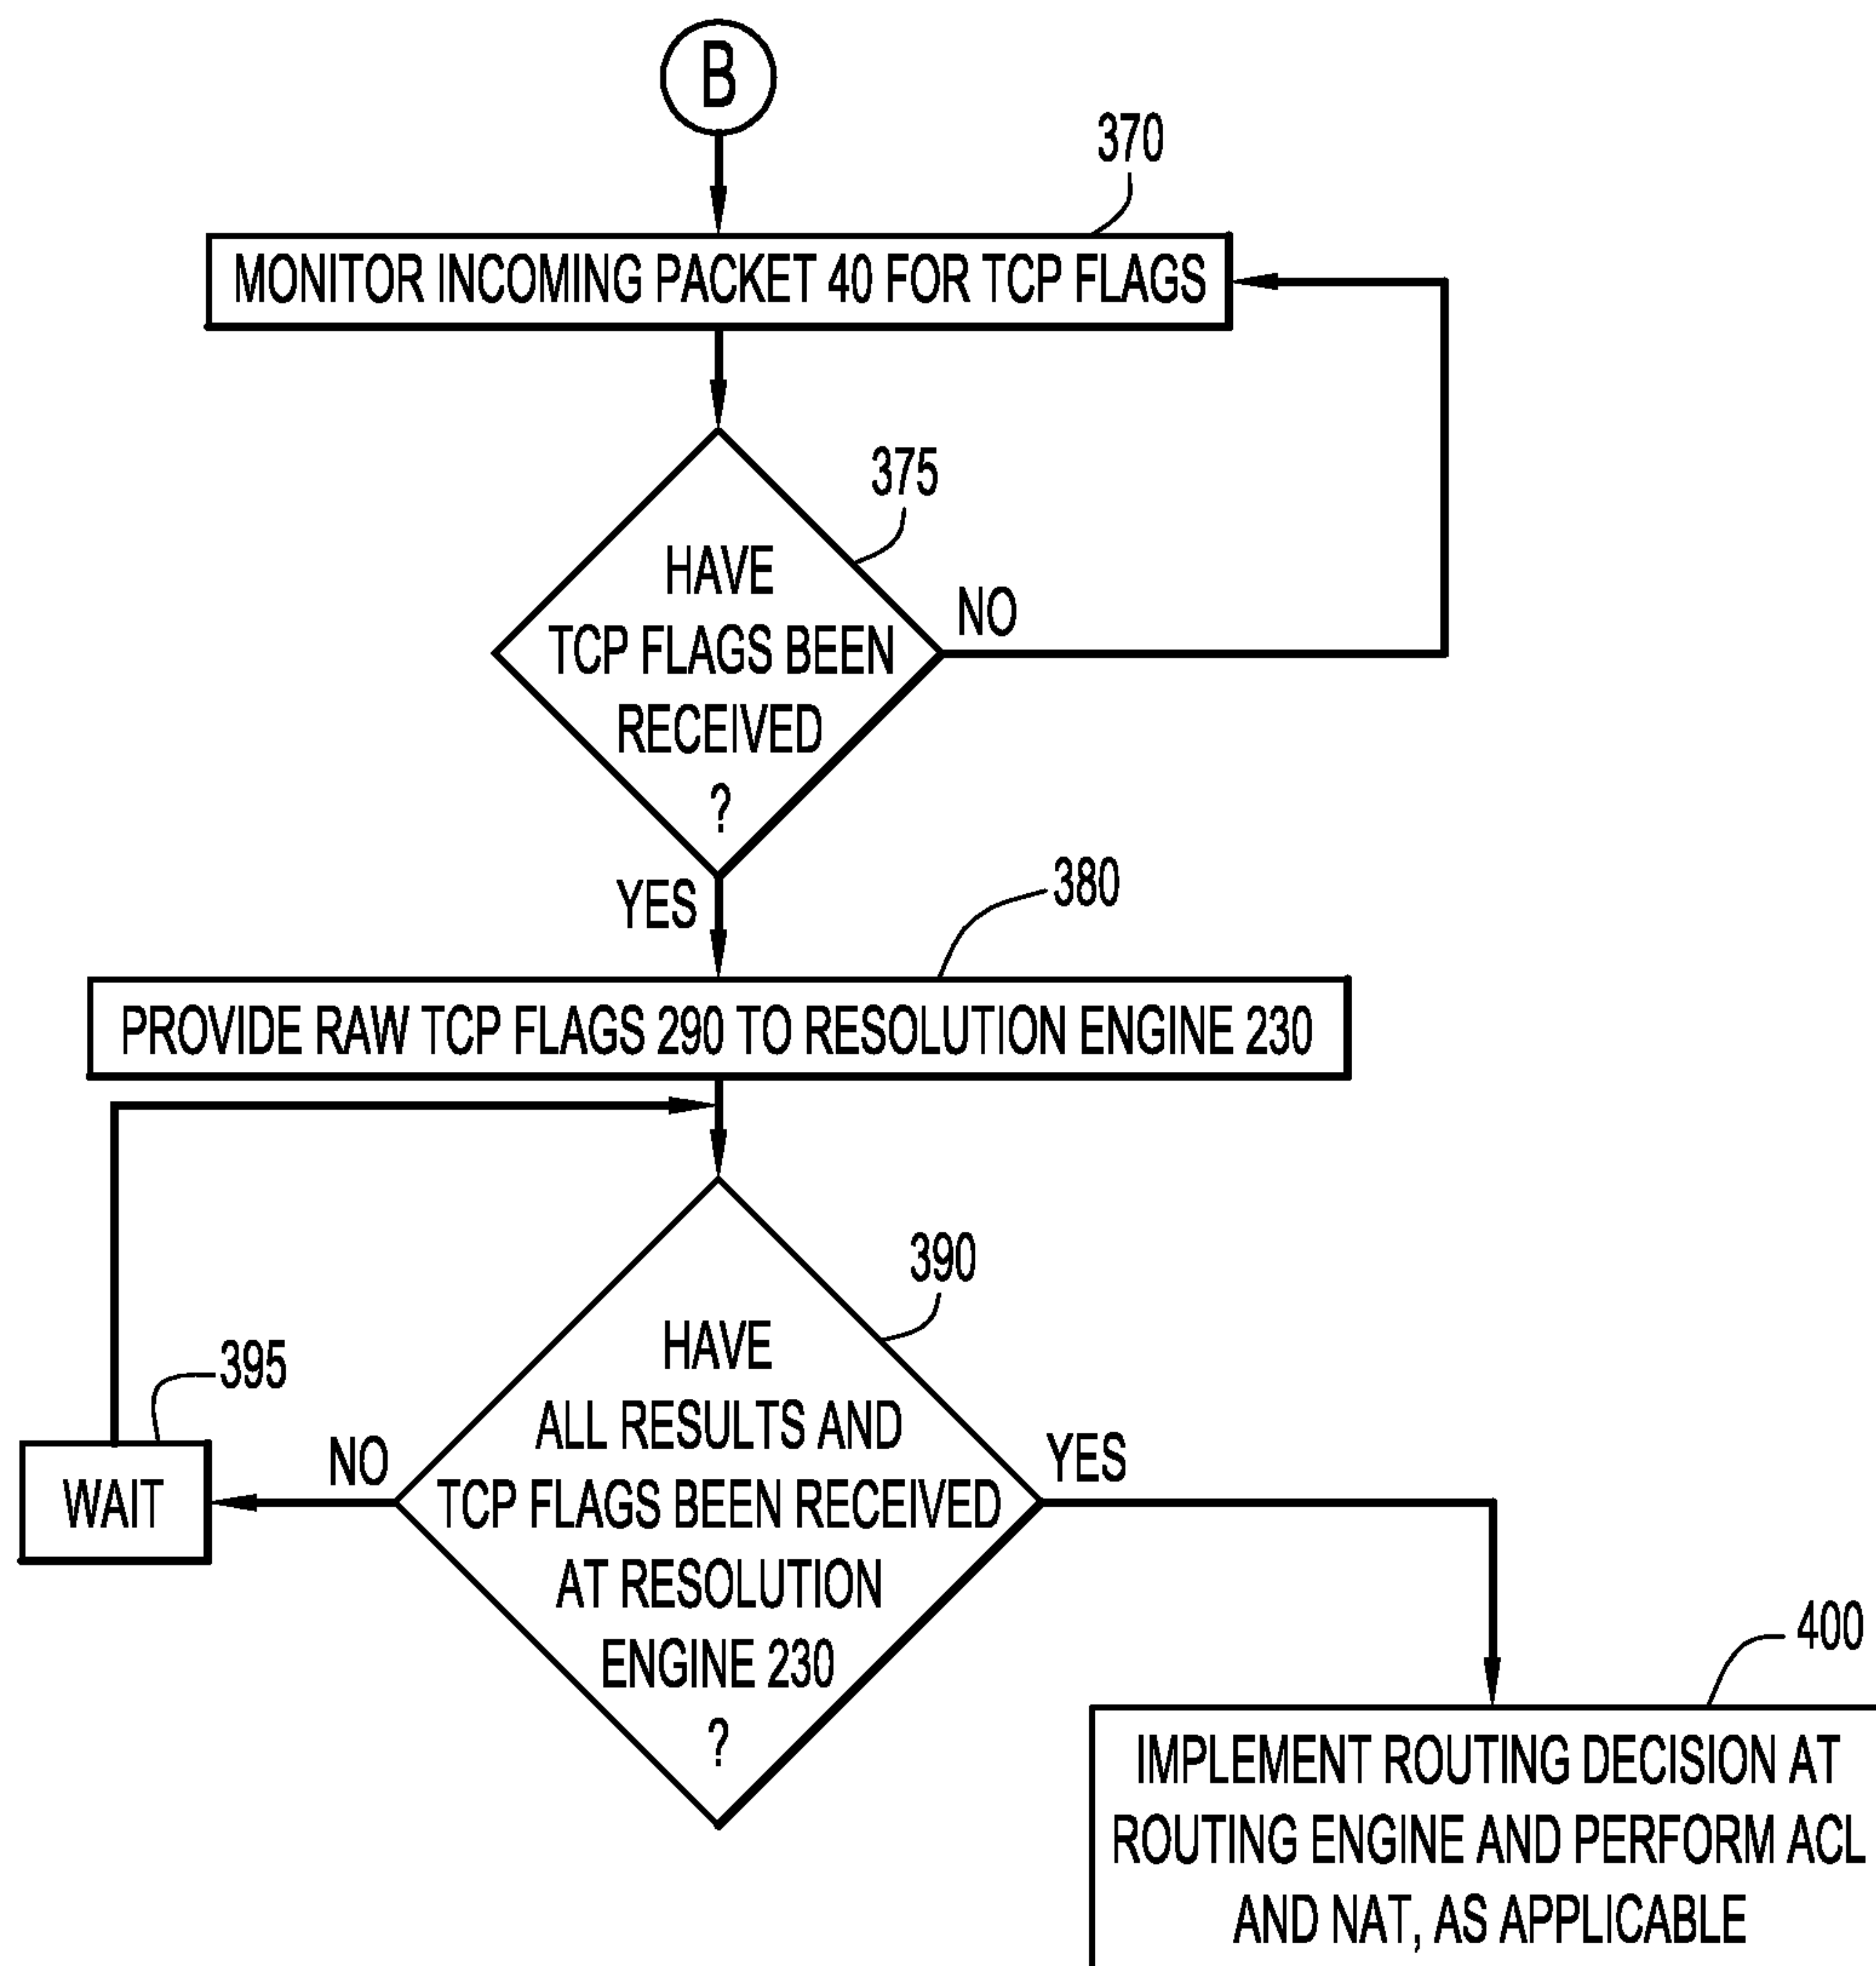 B
370
MONITOR INCOMING PACKET 40 FOR TCP FLAGS
375
HAVE
TCP FLAGS BEEN
RECEIVED
?
NO
YES
380
PROVIDE RAW TCP FLAGS 290 TO RESOLUTION ENGINE 230
390
HAVE
ALL RESULTS AND
TCP FLAGS BEEN RECEIVED
AT RESOLUTION
ENGINE 230
?
395
NO
WAIT
YES
400
IMPLEMENT ROUTING DECISION AT
ROUTING ENGINE AND PERFORM ACL
AND NAT, AS APPLICABLE